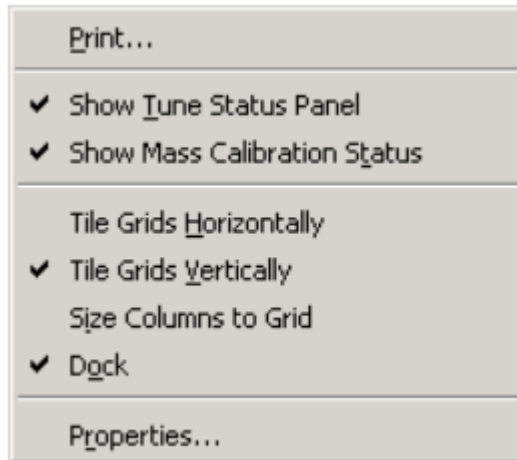 Print...
Show Tune Status Panel
Show Mass Calibration Status
Tile Grids Horizontally
Tile Grids Vertically
Size Columns to Grid
Dock
Properties...